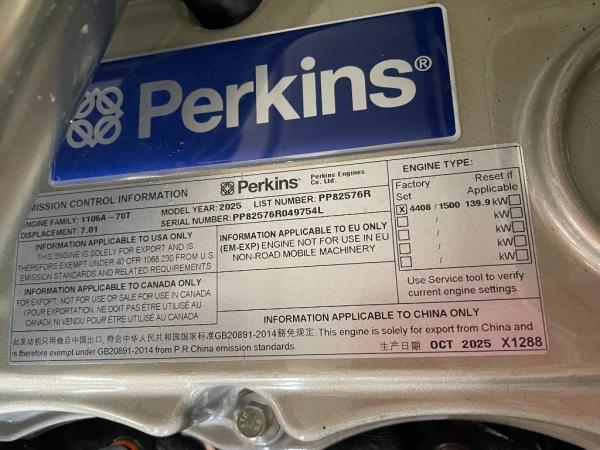 Perkins®
EMISSION CONTROL INFORMATION
Perkins®
Perkins Engines
Co. Ltd.
ENGINE FAMILY: 1106A-70T
MODEL YEAR: 2025 LIST NUMBER: PP82576R
DISPLACEMENT: 7.01
SERIAL NUMBER: PP82576R049754L
INFORMATION APPLICABLE TO USA ONLY
THIS ENGINE IS SOLELY FOR EXPORT AND IS
THEREFORE EXEMPT UNDER 40 CFR 1068.230 FROM U.S.
EMISSION STANDARDS AND RELATED REQUIREMENTS
INFORMATION APPLICABLE TO EU ONLY
(EM-EXP) ENGINE NOT FOR USE IN EU
NON-ROAD MOBILE MACHINERY
INFORMATION APPLICABLE TO CANADA ONLY
FOR EXPORT, NOT FOR USE OR SALE FOR USE IN CANADA
/ POUR EXPORTATION, NE DOIT PAS ÊTRE UTILISÉ AU
CANADA NI VENDU POUR ÊTRE UTILISÉ AU CANADA
ENGINE TYPE:
Factory Set
Reset if Applicable
X 4408 / 1500 139.9 kW
/ kW
/ kW
/ kW
/ kW
Use Service tool to verify
current engine settings.
INFORMATION APPLICABLE TO CHINA ONLY
此发动机只用做自中国出口, 符合中华人民共和国国家标准GB20891-2014豁免规定. This engine is solely for export from China and
is therefore exempt under GB20891-2014 from P.R.China emission standards.
生产日期 OCT 2025 X1288